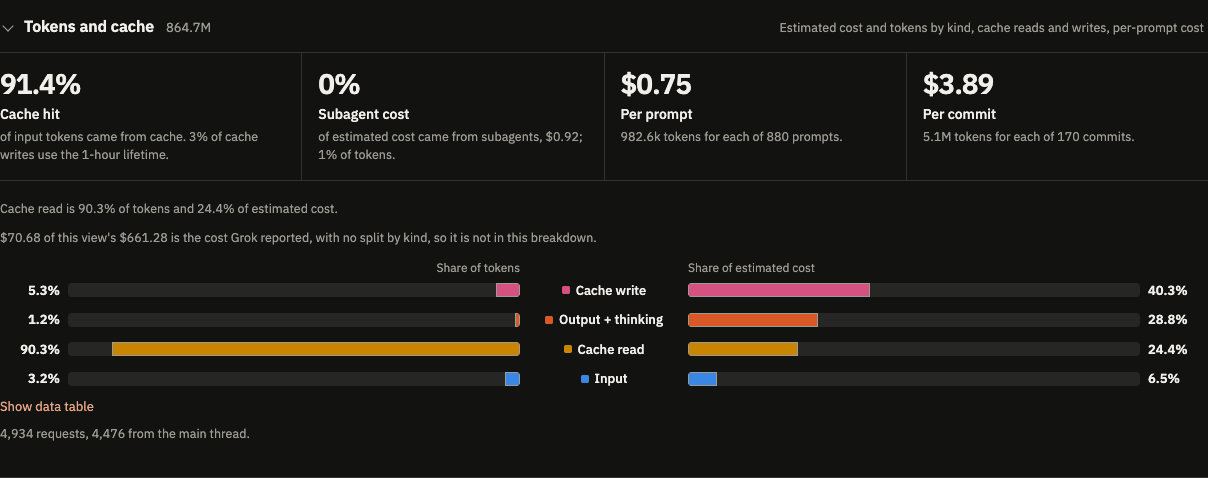 Tokens and cache 864.7M
Estimated cost and tokens by kind, cache reads and writes, per-prompt cost
91.4%
Cache hit
of input tokens came from cache. 3% of cache
writes use the 1-hour lifetime.
0%
Subagent cost
of estimated cost came from subagents, $0.92;
1% of tokens.
$0.75
Per prompt
982.6k tokens for each of 880 prompts.
$3.89
Per commit
5.1M tokens for each of 170 commits.
Cache read is 90.3% of tokens and 24.4% of estimated cost.
$70.68 of this view's $661.28 is the cost Grok reported, with no split by kind, so it is not in this breakdown.
Share of tokens Share of estimated cost
5.3% Cache write 40.3%
1.2% Output + thinking 28.8%
90.3% Cache read 24.4%
3.2% Input 6.5%
Show data table
4,934 requests, 4,476 from the main thread.